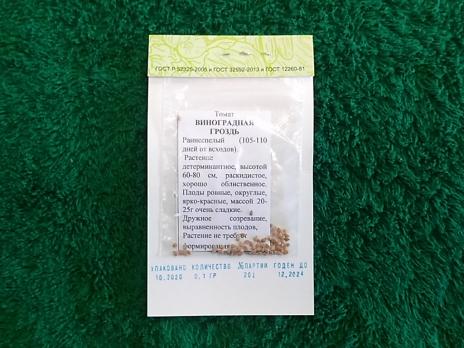 ГОСТ Р 52325-2005 и ГОСТ 32592-2013 и ГОСТ 12260-81
Томат
ВИНОГРАДНАЯ
ГРОЗДЬ
Раннеспелый (105-110
дней от всходов).
Растение
детерминантное, высотой
60-80 см, раскидистое,
хорошо облиственное.
Плоды ровные, округлые,
ярко-красные, массой 20-
25г очень сладкие.
Дружное созревание,
выравненность плодов,
Растение не требует
формирования
УПАКОВАНО КОЛИЧЕСТВО №ПАРТИИ ГОДЕН ДО
10.2020 0,1 ГР 201 12.2024